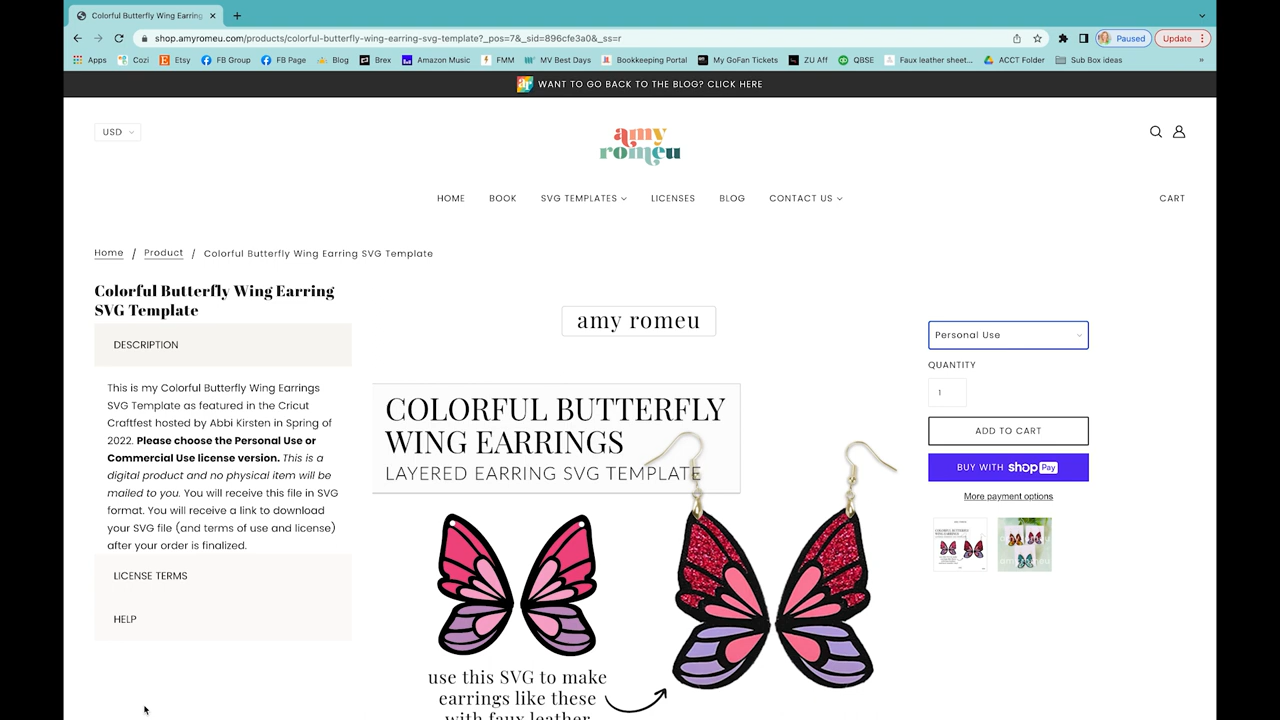 Colorful Butterfly Wing Earring
shop.amyromeu.com/products/colorful-butterfly-wing-earring-svg-template?_pos=7&_sid=896cfe3a0&_ss=r
Paused
Update
Apps Cozi Etsy FB Group FB Page Blog Brex Amazon Music FMM MV Best Days Bookkeeping Portal My GoFan Tickets ZU Aff QBSE Faux leather sheet... ACCT Folder Sub Box ideas »
ar WANT TO GO BACK TO THE BLOG? CLICK HERE
USD
amy
romeu
HOME BOOK SVG TEMPLATES LICENSES BLOG CONTACT US CART
Home / Product / Colorful Butterfly Wing Earring SVG Template
Colorful Butterfly Wing Earring
SVG Template
DESCRIPTION
This is my Colorful Butterfly Wing Earrings
SVG Template as featured in the Cricut
Craftfest hosted by Abbi Kirsten in Spring of
2022. Please choose the Personal Use or
Commercial Use license version. This is a
digital product and no physical item will be
mailed to you. You will receive this file in SVG
format. You will receive a link to download
your SVG file (and terms of use and license)
after your order is finalized.
LICENSE TERMS
HELP
amy romeu
COLORFUL BUTTERFLY
WING EARRINGS
LAYERED EARRING SVG TEMPLATE
use this SVG to make
earrings like these
with faux leather
Personal Use
QUANTITY
1
ADD TO CART
BUY WITH shop Pay
More payment options